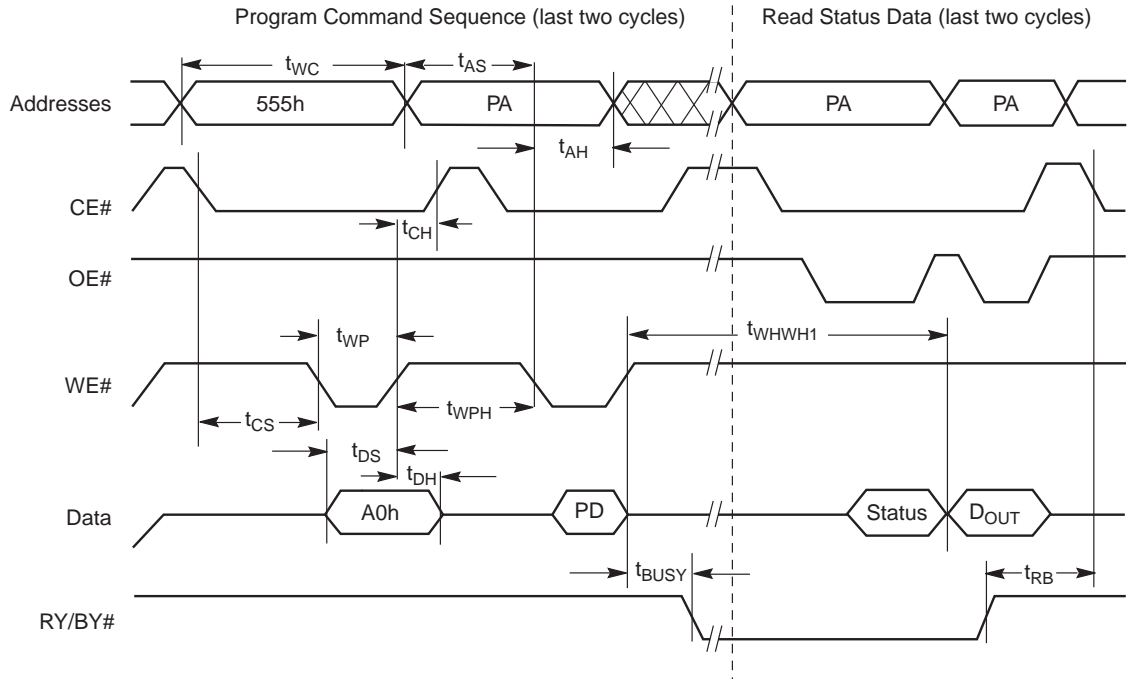 Program Command Sequence (last two cycles)
Read Status Data (last two cycles)
tWC
tAS
Addresses
555h
PA
PA
PA
tAH
CE#
tCH
OE#
tWP
tWHWH1
WE#
tCS
tWPH
tDS
tDH
Data
A0h
PD
Status
DOUT
tBUSY
tRB
RY/BY#